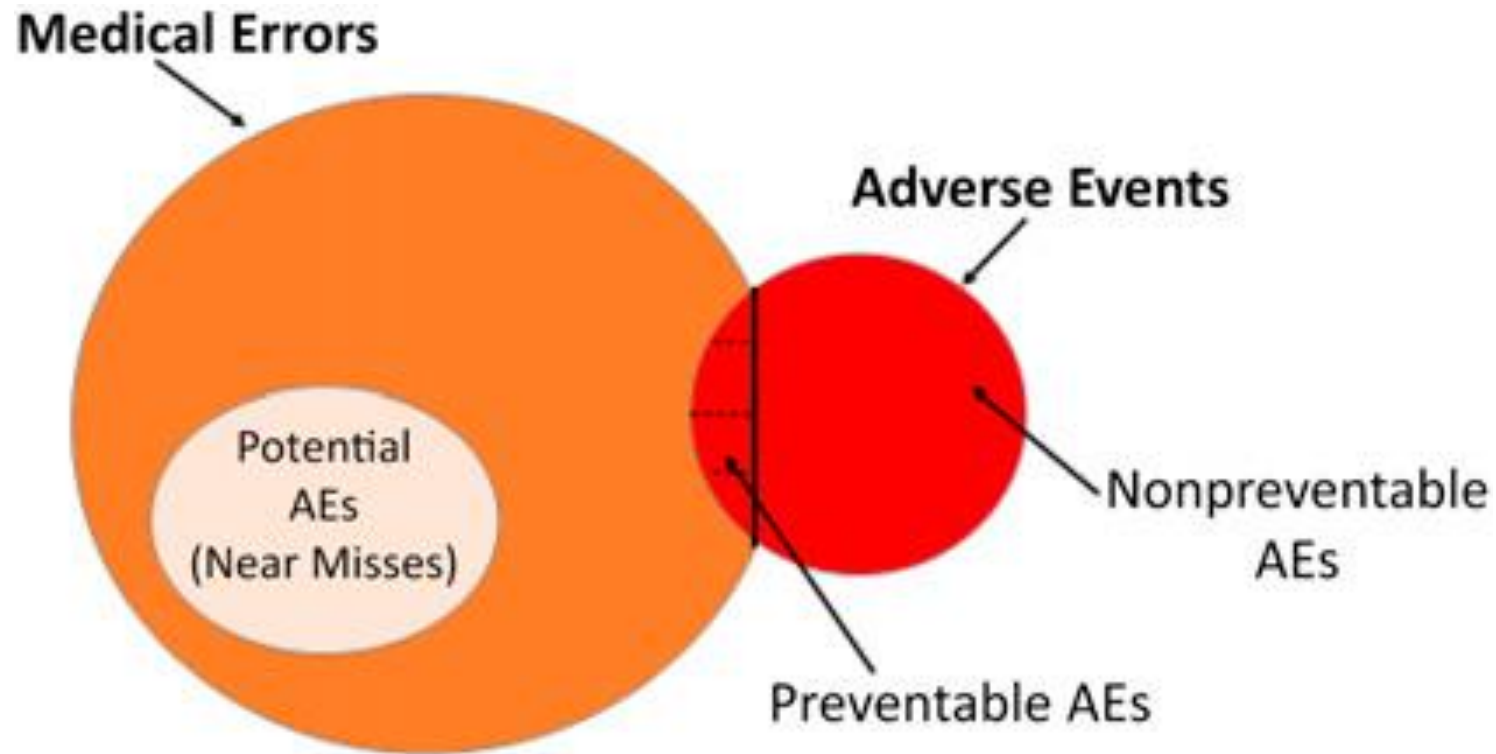 Medical Errors
Adverse Events
Potential
AEs
(Near Misses)
Nonpreventable
AEs
Preventable AEs